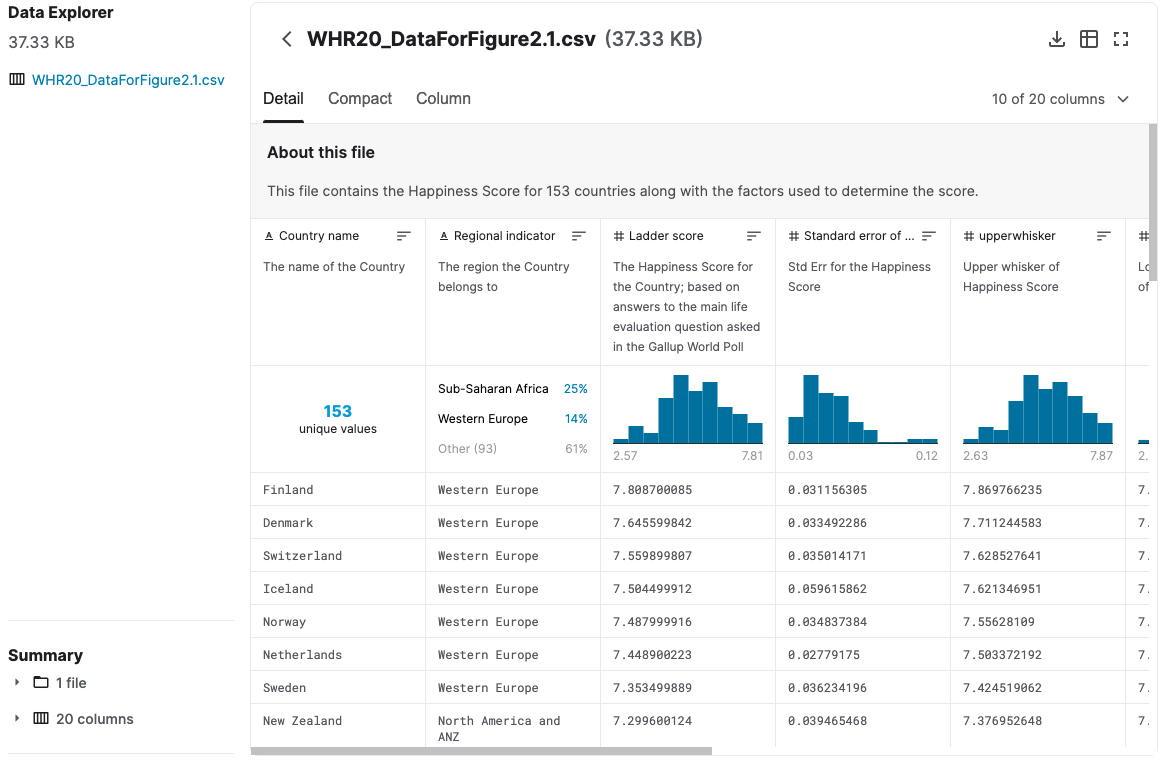 Data Explorer
37.33 KB
WHR20_DataForFigure2.1.csv
WHR20_DataForFigure2.1.csv (37.33 KB)
Detail Compact Column 10 of 20 columns
About this file
This file contains the Happiness Score for 153 countries along with the factors used to determine the score.
A Country name A Regional indicator # Ladder score # Standard error of ... # upperwhisker #
The name of the Country
The region the Country
belongs to
The Happiness Score for
the Country; based on
answers to the main life
evaluation question asked
in the Gallup World Poll
Std Err for the Happiness
Score
Upper whisker of
Happiness Score
Lo
of
153
unique values
Sub-Saharan Africa 25%
Western Europe 14%
Other (93) 61%
2.57 7.81
0.03 0.12
2.63 7.87
2.
Finland Western Europe 7.808700085 0.031156305 7.869766235 7.
Denmark Western Europe 7.645599842 0.033492286 7.711244583 7.
Switzerland Western Europe 7.559899807 0.035014171 7.628527641 7.
Iceland Western Europe 7.504499912 0.059615862 7.621346951 7.
Norway Western Europe 7.487999916 0.034837384 7.55628109 7.
Netherlands Western Europe 7.448900223 0.02779175 7.503372192 7.
Sweden Western Europe 7.353499889 0.036234196 7.424519062 7.
New Zealand North America and 7.299600124 0.039465468 7.376952648 7.
ANZ
Summary
1 file
20 columns